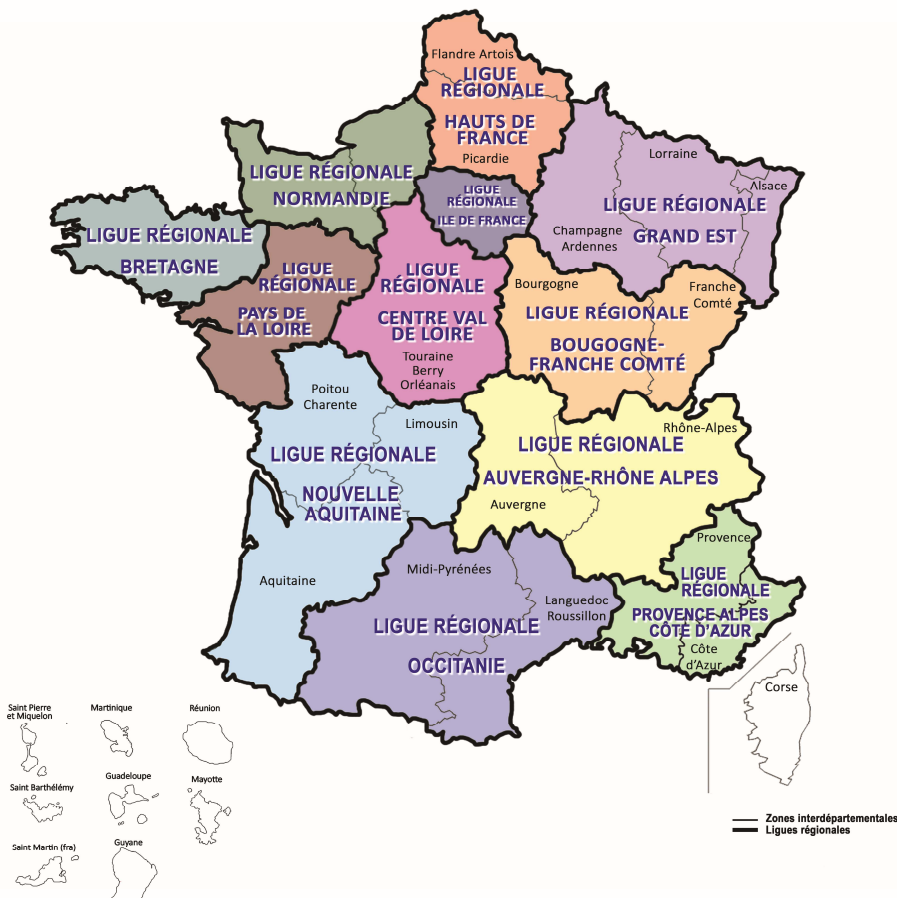 Flandre Artois
LIGUE
RÉGIONALE
HAUTS DE
FRANCE
Picardie
LIGUE RÉGIONALE
NORMANDIE
LIGUE
RÉGIONALE
ILE DE FRANCE
Lorraine
Alsace
LIGUE RÉGIONALE
GRAND EST
Champagne
Ardennes
LIGUE RÉGIONALE
BRETAGNE
LIGUE
RÉGIONALE
PAYS DE
LA LOIRE
LIGUE
RÉGIONALE
CENTRE VAL
DE LOIRE
Touraine
Berry
Orléanais
Bourgogne
Franche
Comté
LIGUE RÉGIONALE
BOUGOGNE-
FRANCHE COMTÉ
Poitou
Charente
Limousin
LIGUE RÉGIONALE
NOUVELLE
AQUITAINE
Aquitaine
Rhône-Alpes
LIGUE RÉGIONALE
AUVERGNE-RHÔNE ALPES
Auvergne
Midi-Pyrénées
Languedoc
Roussillon
LIGUE RÉGIONALE
OCCITANIE
Provence
LIGUE
RÉGIONALE
PROVENCE ALPES
CÔTE D'AZUR
Côte
d'Azur
Corse
Saint Pierre
et Miquelon
Martinique
Réunion
Saint Barthélémy
Guadeloupe
Mayotte
Saint Martin (fra)
Guyane
Zones interdépartementales
Ligues régionales